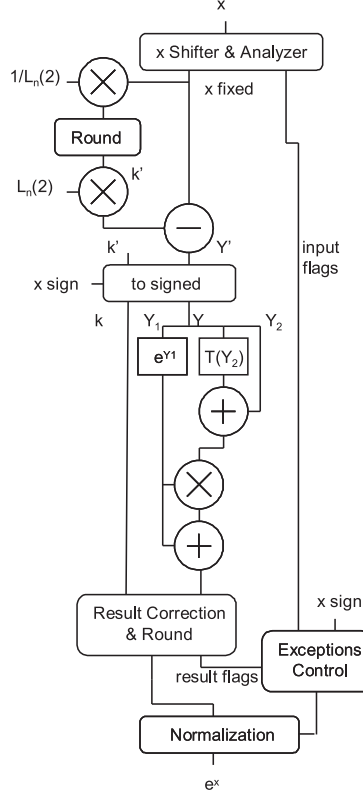 x
x Shifter & Analyzer
1/Lₙ(2)
x fixed
Round
k'
Lₙ(2)
Y'
k'
input
flags
x sign
to signed
k
Y₁
Y
Y₂
eY1
T(Y₂)
x sign
Result Correction
& Round
Exceptions
Control
result flags
Normalization
eˣ